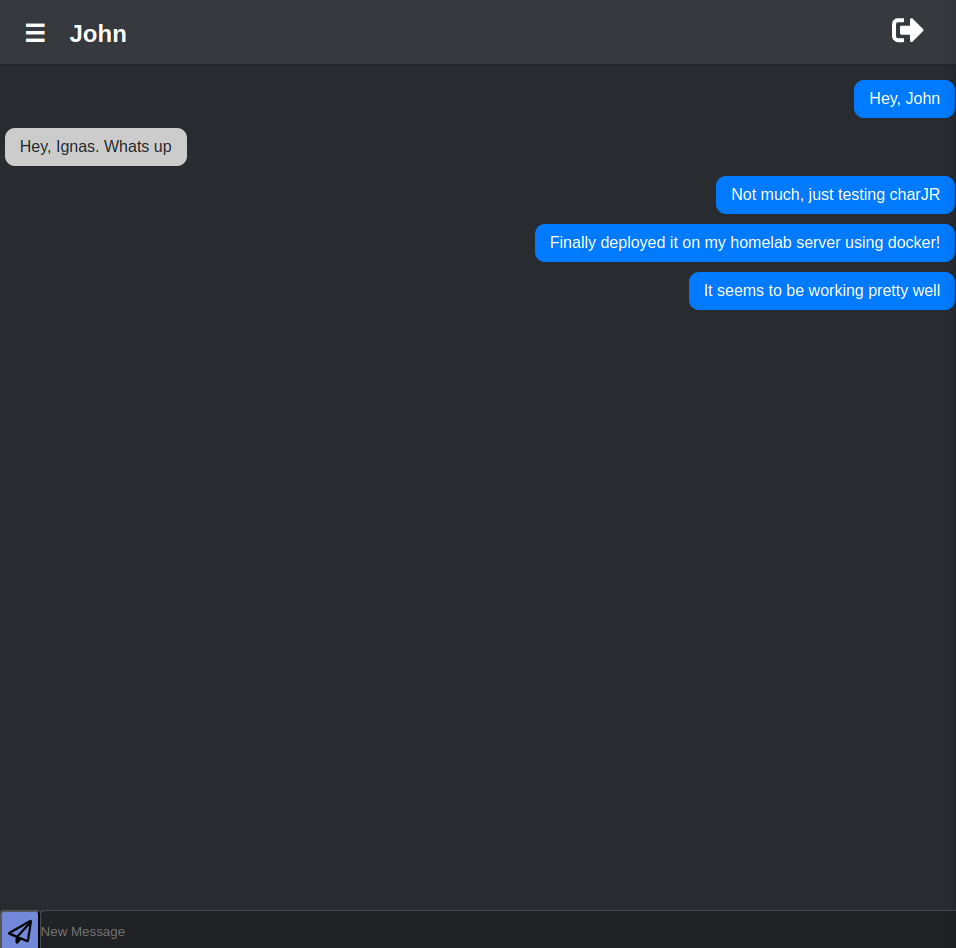 John
Hey, John
Hey, Ignas. Whats up
Not much, just testing charJR
Finally deployed it on my homelab server using docker!
It seems to be working pretty well
New Message